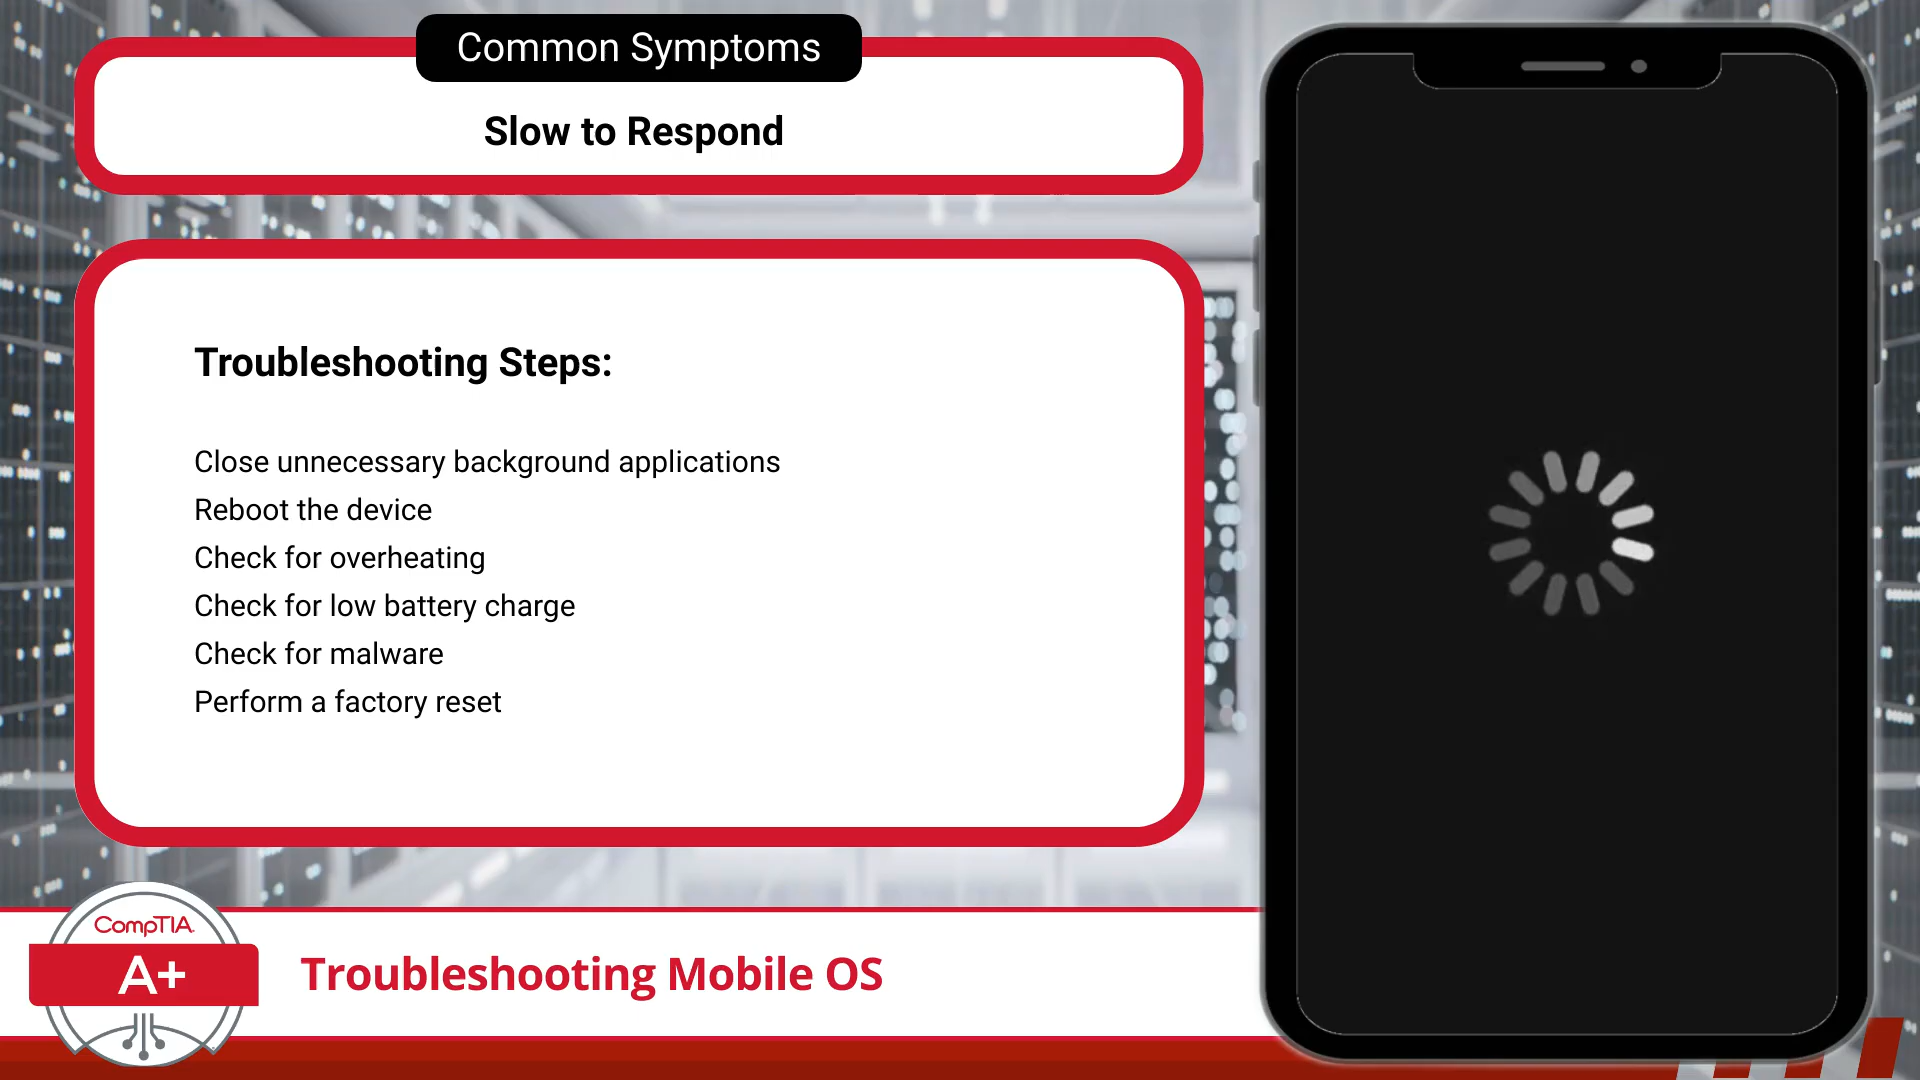 Common Symptoms
Slow to Respond
Troubleshooting Steps:
Close unnecessary background applications
Reboot the device
Check for overheating
Check for low battery charge
Check for malware
Perform a factory reset
CompTIA.
A+
Troubleshooting Mobile OS